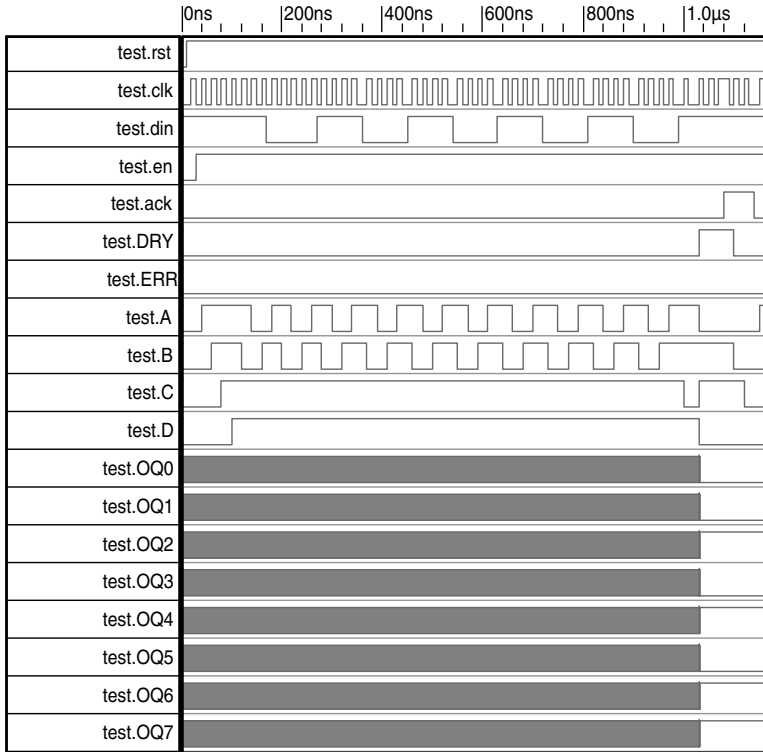 0ns 200ns 400ns 600ns 800ns 1.0µs
test.rst
test.clk
test.din
test.en
test.ack
test.DRY
test.ERR
test.A
test.B
test.C
test.D
test.OQ0
test.OQ1
test.OQ2
test.OQ3
test.OQ4
test.OQ5
test.OQ6
test.OQ7